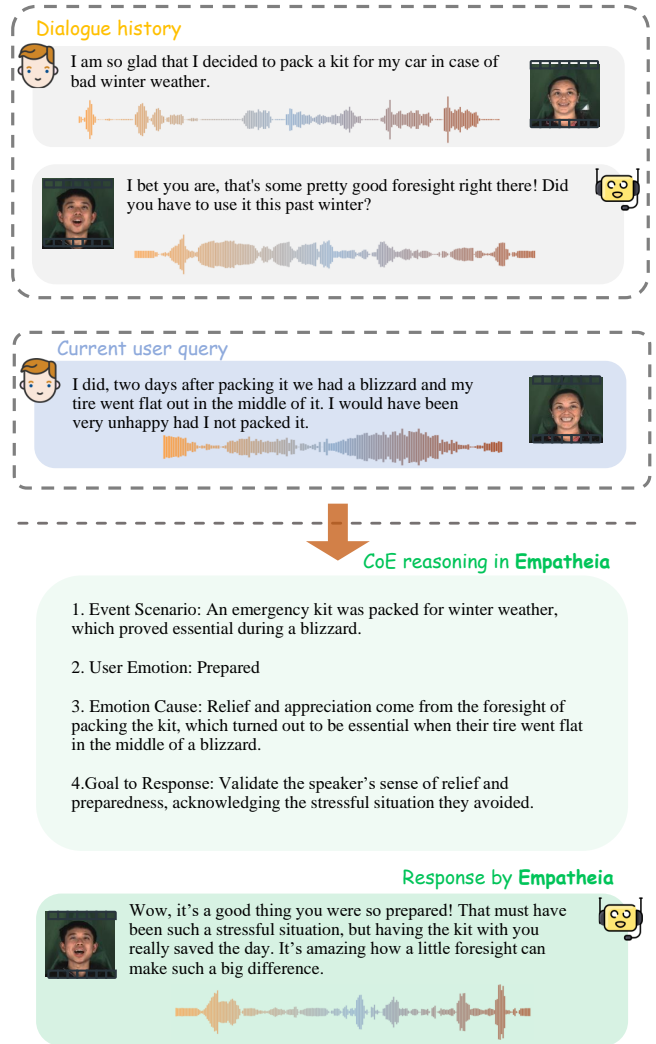 Dialogue history
I am so glad that I decided to pack a kit for my car in case of
bad winter weather.
I bet you are, that's some pretty good foresight right there! Did
you have to use it this past winter?
Current user query
I did, two days after packing it we had a blizzard and my
tire went flat out in the middle of it. I would have been
very unhappy had I not packed it.
CoE reasoning in Empatheia
1. Event Scenario: An emergency kit was packed for winter weather,
which proved essential during a blizzard.
2. User Emotion: Prepared
3. Emotion Cause: Relief and appreciation come from the foresight of
packing the kit, which turned out to be essential when their tire went flat
in the middle of a blizzard.
4.Goal to Response: Validate the speaker’s sense of relief and
preparedness, acknowledging the stressful situation they avoided.
Response by Empatheia
Wow, it’s a good thing you were so prepared! That must have
been such a stressful situation, but having the kit with you
really saved the day. It’s amazing how a little foresight can
make such a big difference.